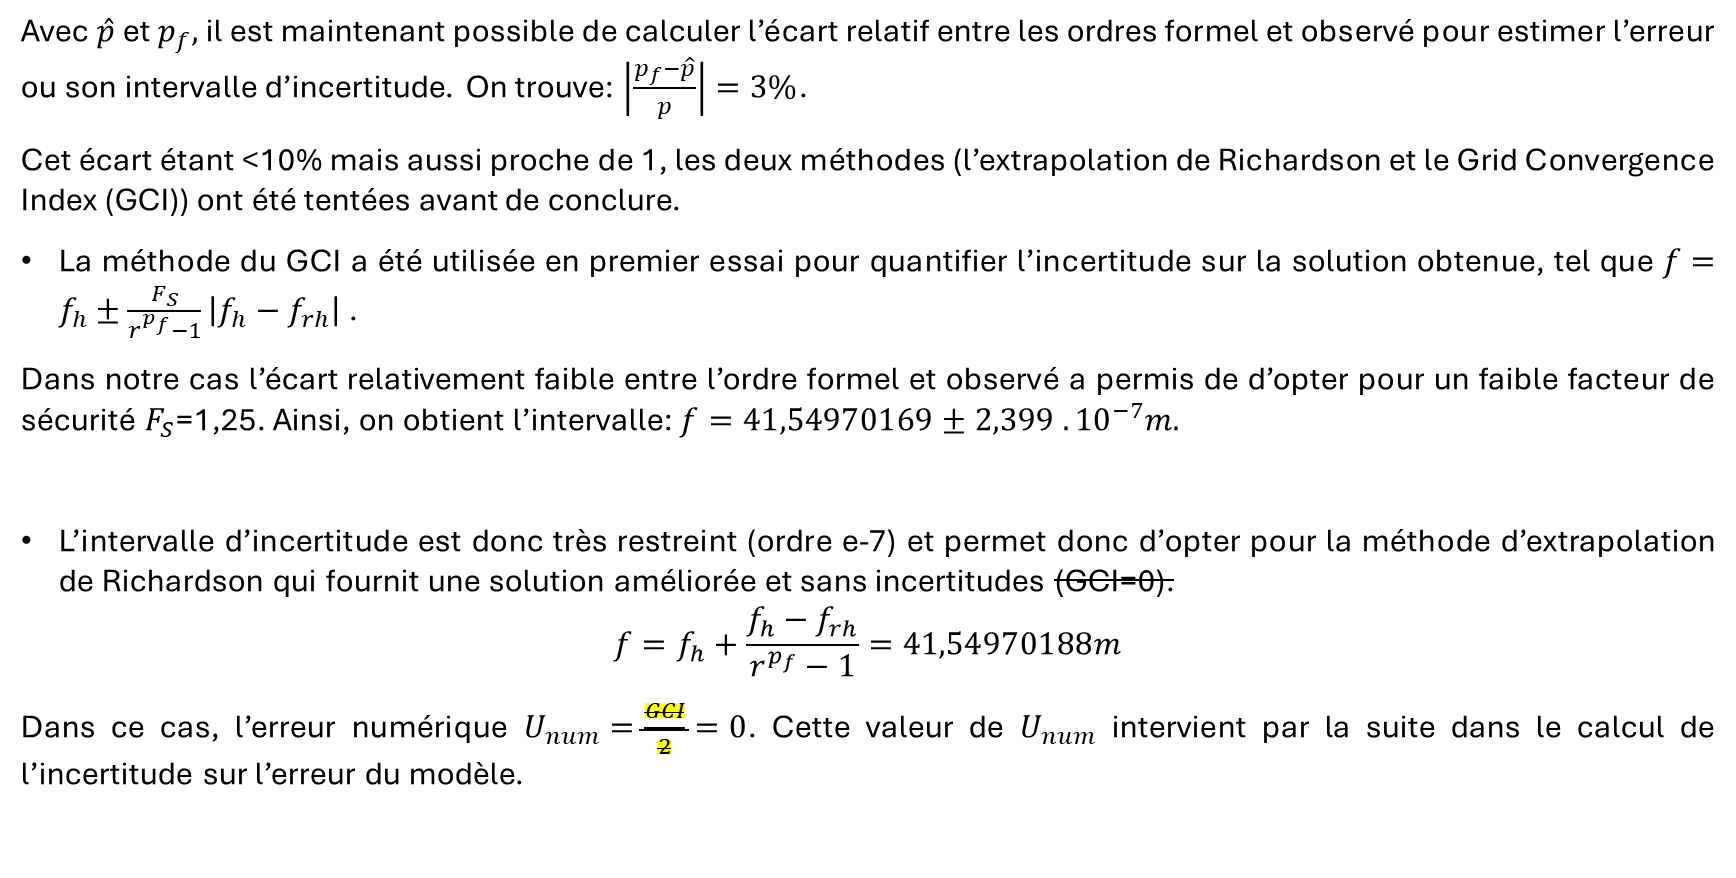 Avec p̂ et p_f, il est maintenant possible de calculer l’écart relatif entre les ordres formel et observé pour estimer l’erreur
ou son intervalle d’incertitude. On trouve: |(p_f−p̂)/p| = 3%.
Cet écart étant <10% mais aussi proche de 1, les deux méthodes (l’extrapolation de Richardson et le Grid Convergence
Index (GCI)) ont été tentées avant de conclure.
• La méthode du GCI a été utilisée en premier essai pour quantifier l’incertitude sur la solution obtenue, tel que f =
f_h ± F_S/(r^{p_f}−1) |f_h − f_{rh}| .
Dans notre cas l’écart relativement faible entre l’ordre formel et observé a permis de d’opter pour un faible facteur de
sécurité F_S=1,25. Ainsi, on obtient l’intervalle: f = 41,54970169 ± 2,399 . 10^{−7}m.
• L’intervalle d’incertitude est donc très restreint (ordre e-7) et permet donc d’opter pour la méthode d’extrapolation
de Richardson qui fournit une solution améliorée et sans incertitudes (GCI=0).
f = f_h + (f_h − f_{rh})/(r^{p_f} − 1) = 41,54970188m
Dans ce cas, l’erreur numérique U_{num} = GCI/2 = 0. Cette valeur de U_{num} intervient par la suite dans le calcul de
l’incertitude sur l’erreur du modèle.